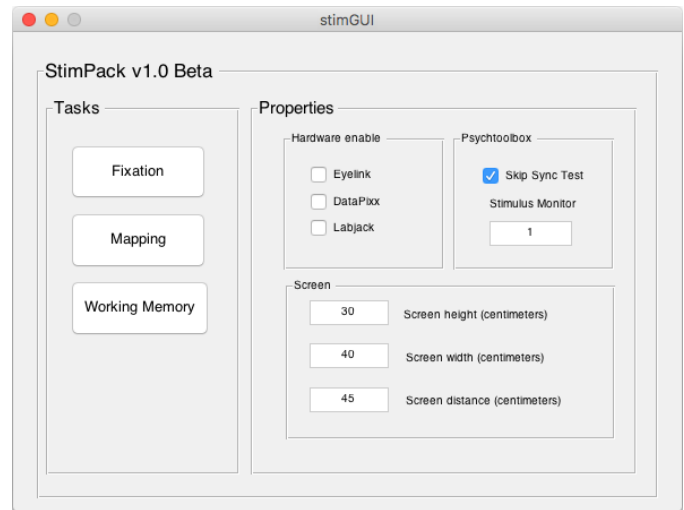 stimGUI
StimPack v1.0 Beta
Tasks
Fixation
Mapping
Working Memory
Properties
Hardware enable
Eyelink
DataPixx
Labjack
Psychtoolbox
Skip Sync Test
Stimulus Monitor
1
Screen
30 Screen height (centimeters)
40 Screen width (centimeters)
45 Screen distance (centimeters)